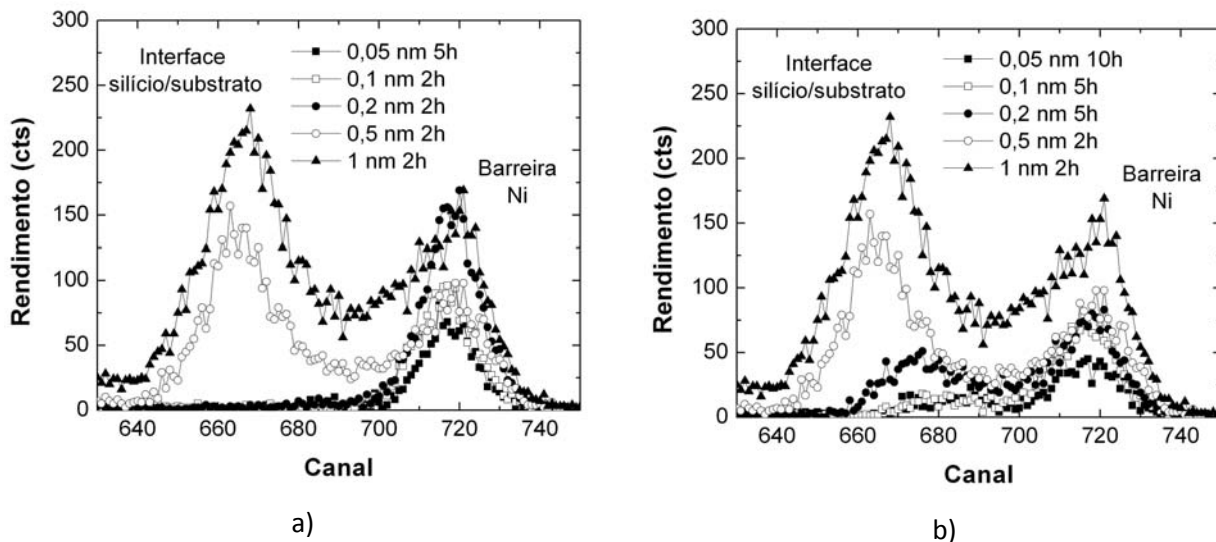 300
250
200
150
100
50
0
Rendimento (cts)
Interface
silício/substrato
0,05 nm 5h
0,1 nm 2h
0,2 nm 2h
0,5 nm 2h
1 nm 2h
Barreira
Ni
640 660 680 700 720 740
Canal
a)
300
250
200
150
100
50
0
Rendimento (cts)
Interface
silício/substrato
0,05 nm 10h
0,1 nm 5h
0,2 nm 5h
0,5 nm 2h
1 nm 2h
Barreira
Ni
640 660 680 700 720 740
Canal
b)